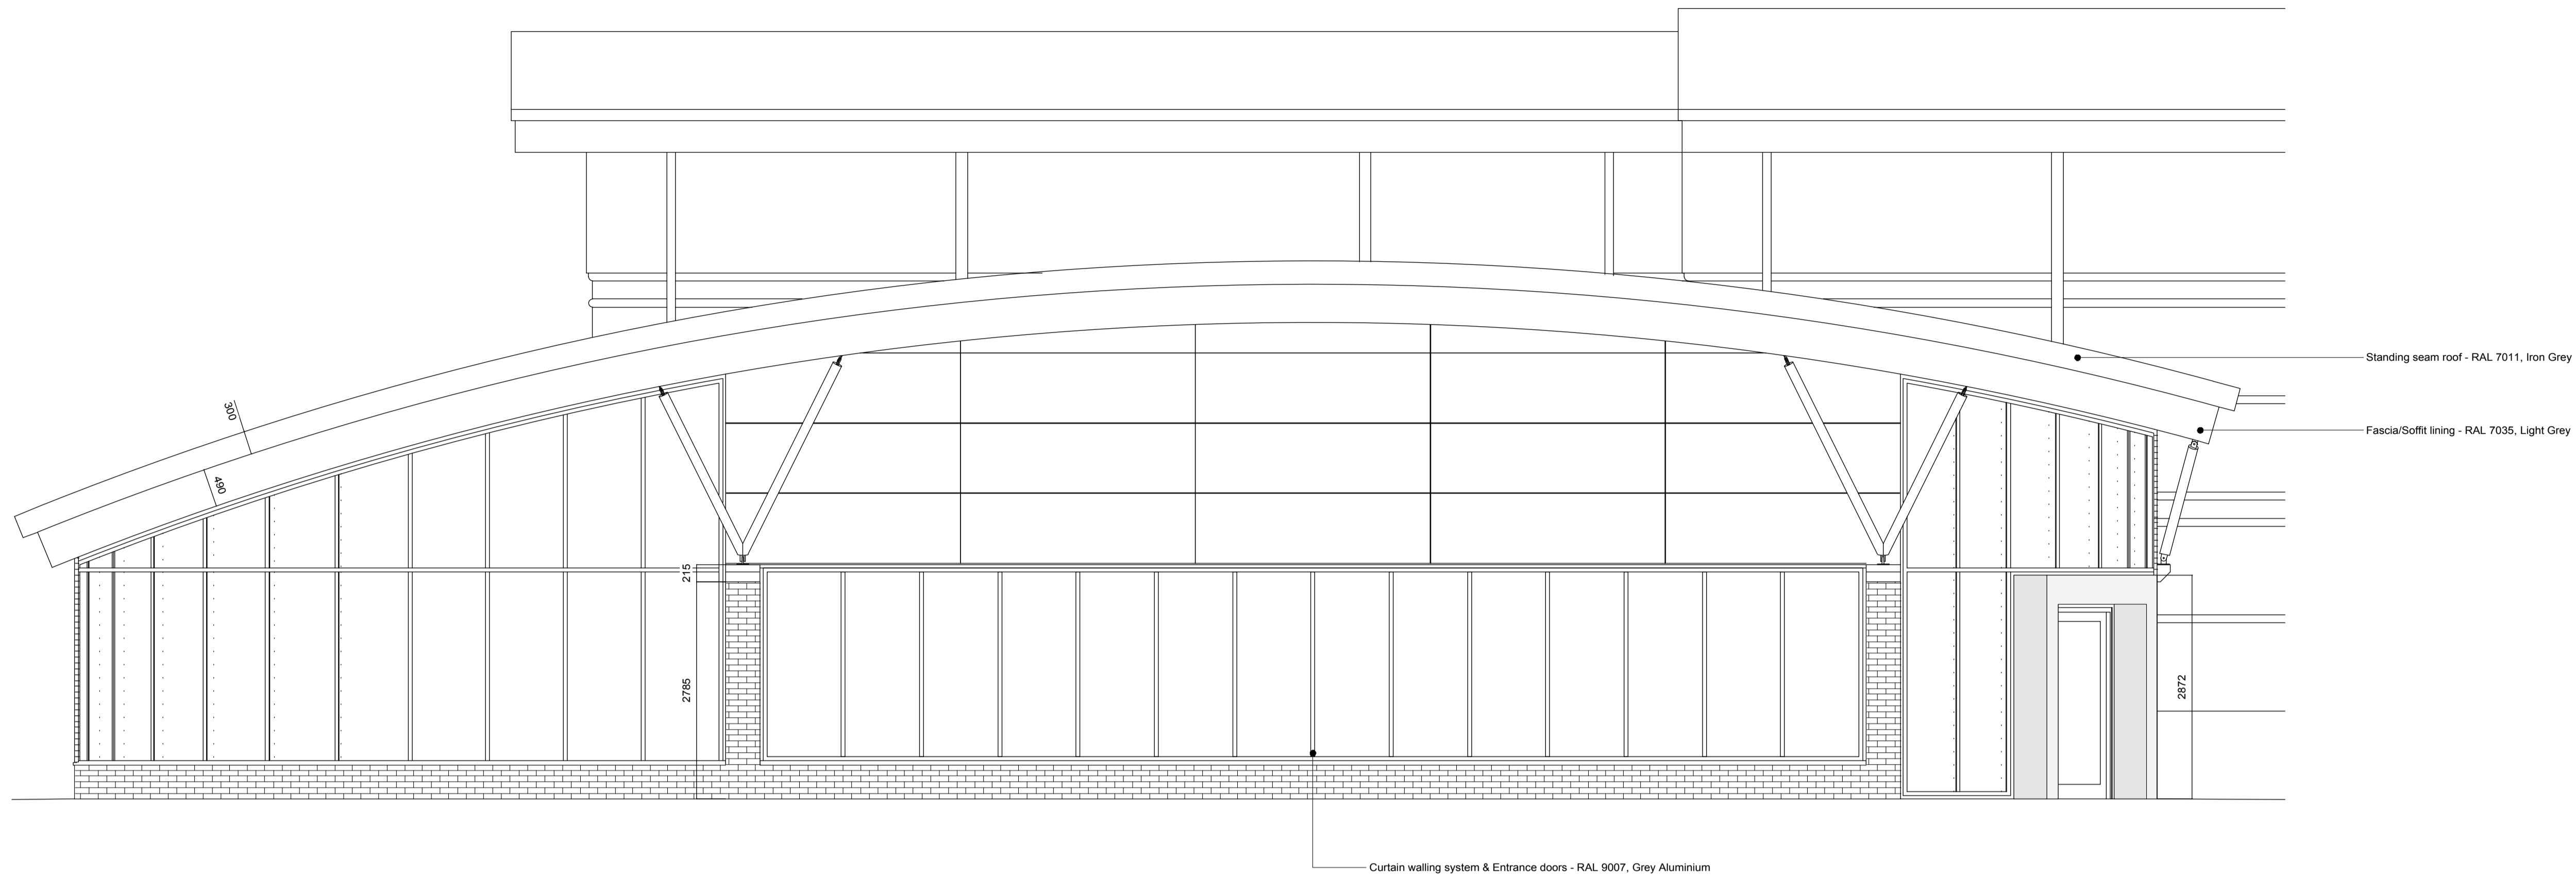 Standing seam roof - RAL 7011, Iron Grey
300
Fascia/Soffit lining - RAL 7035, Light Grey
490
215
2785
2872
Curtain walling system & Entrance doors - RAL 9007, Grey Aluminium